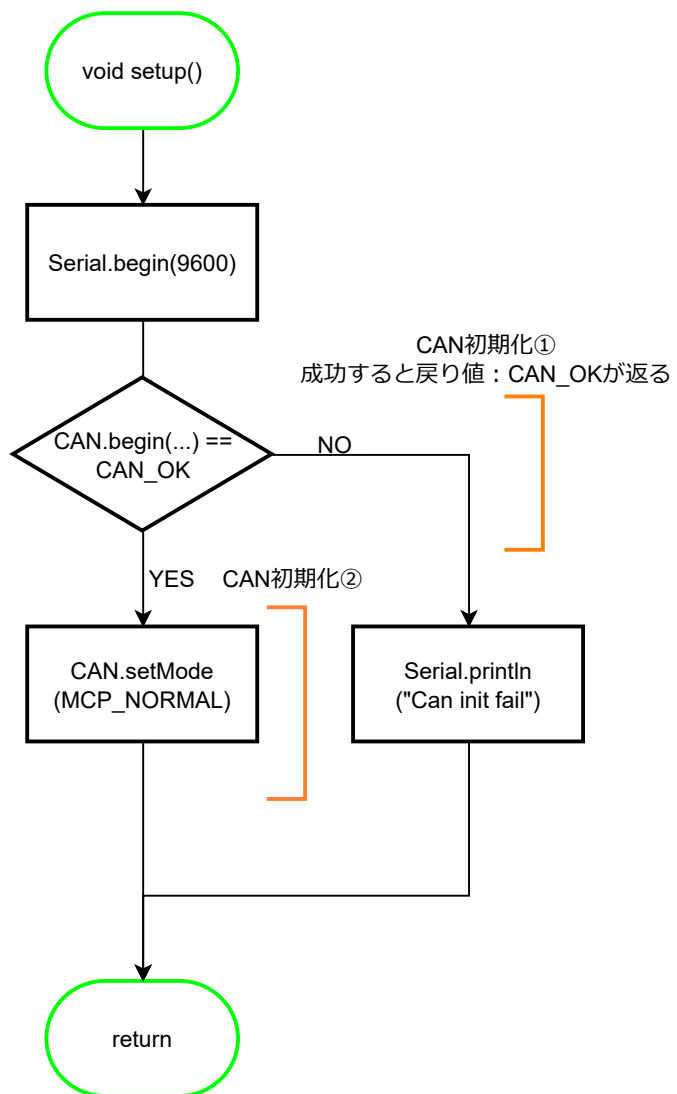 void setup()
Serial.begin(9600)
CAN初期化①
成功すると戻り値：CAN_OKが返る
CAN.begin(...) ==
CAN_OK
NO
YES
CAN初期化②
CAN.setMode
(MCP_NORMAL)
Serial.println
("Can init fail")
return